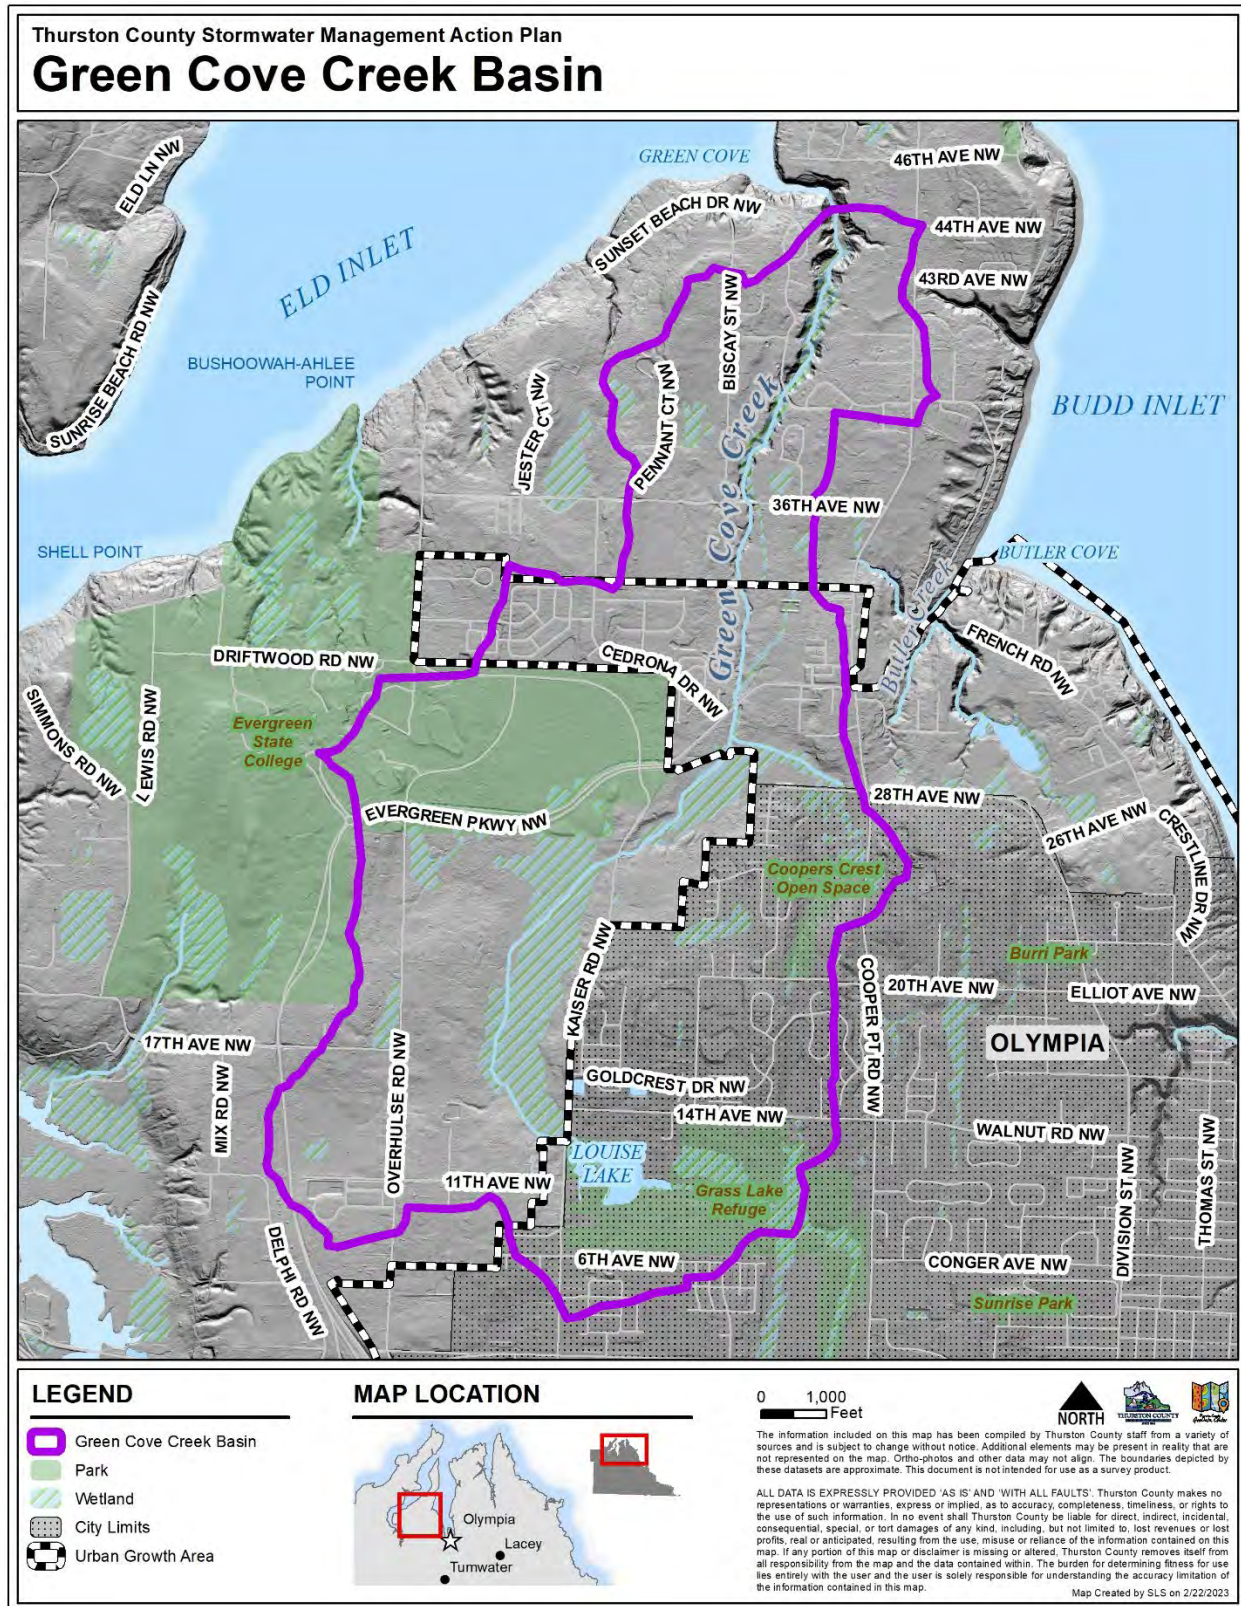 Thurston County Stormwater Management Action Plan
Green Cove Creek Basin
GREEN COVE
46TH AVE NW
ELD LN NW
SUNSET BEACH DR NW
44TH AVE NW
ELD INLET
43RD AVE NW
SUNRISE BEACH RD NW
BISCAY ST NW
BUSHOOWAH-AHLEE
POINT
JESTER CT NW
PENNANT CT NW
BUDD INLET
Green Cove Creek
36TH AVE NW
SHELL POINT
BUTLER COVE
Butler Creek
FRENCH RD NW
DRIFTWOOD RD NW
CEDRONA DR NW
SIMMONS RD NW
LEWIS RD NW
Evergreen
State
College
28TH AVE NW
EVERGREEN PKWY NW
26TH AVE NW
CRESTLINE DR NW
Coopers Crest
Open Space
KAISER RD NW
Burri Park
COOPER PT RD NW
20TH AVE NW
ELLIOT AVE NW
17TH AVE NW
OLYMPIA
MIX RD NW
OVERHULSE RD NW
GOLDCREST DR NW
14TH AVE NW
WALNUT RD NW
LOUISE
LAKE
11TH AVE NW
Grass Lake
Refuge
DIVISION ST NW
THOMAS ST NW
6TH AVE NW
CONGER AVE NW
DELPHI RD NW
Sunrise Park
LEGEND
Green Cove Creek Basin
Park
Wetland
City Limits
Urban Growth Area
MAP LOCATION
Olympia
Lacey
Tumwater
0 1,000
Feet
NORTH
THURSTON COUNTY
The information included on this map has been compiled by Thurston County staff from a variety of
sources and is subject to change without notice. Additional elements may be present in reality that are
not represented on the map. Ortho-photos and other data may not align. The boundaries depicted by
these datasets are approximate. This document is not intended for use as a survey product.
ALL DATA IS EXPRESSLY PROVIDED 'AS IS' AND 'WITH ALL FAULTS'. Thurston County makes no
representations or warranties, express or implied, as to accuracy, completeness, timeliness, or rights to
the use of such information. In no event shall Thurston County be liable for direct, indirect, incidental,
consequential, special, or tort damages of any kind, including, but not limited to, lost revenues or lost
profits, real or anticipated, resulting from the use, misuse or reliance of the information contained on this
map. If any portion of this map or disclaimer is missing or altered, Thurston County removes itself from
all responsibility from the map and the data contained within. The burden for determining fitness for use
lies entirely with the user and the user is solely responsible for understanding the accuracy limitation of
the information contained in this map.
Map Created by SLS on 2/22/2023